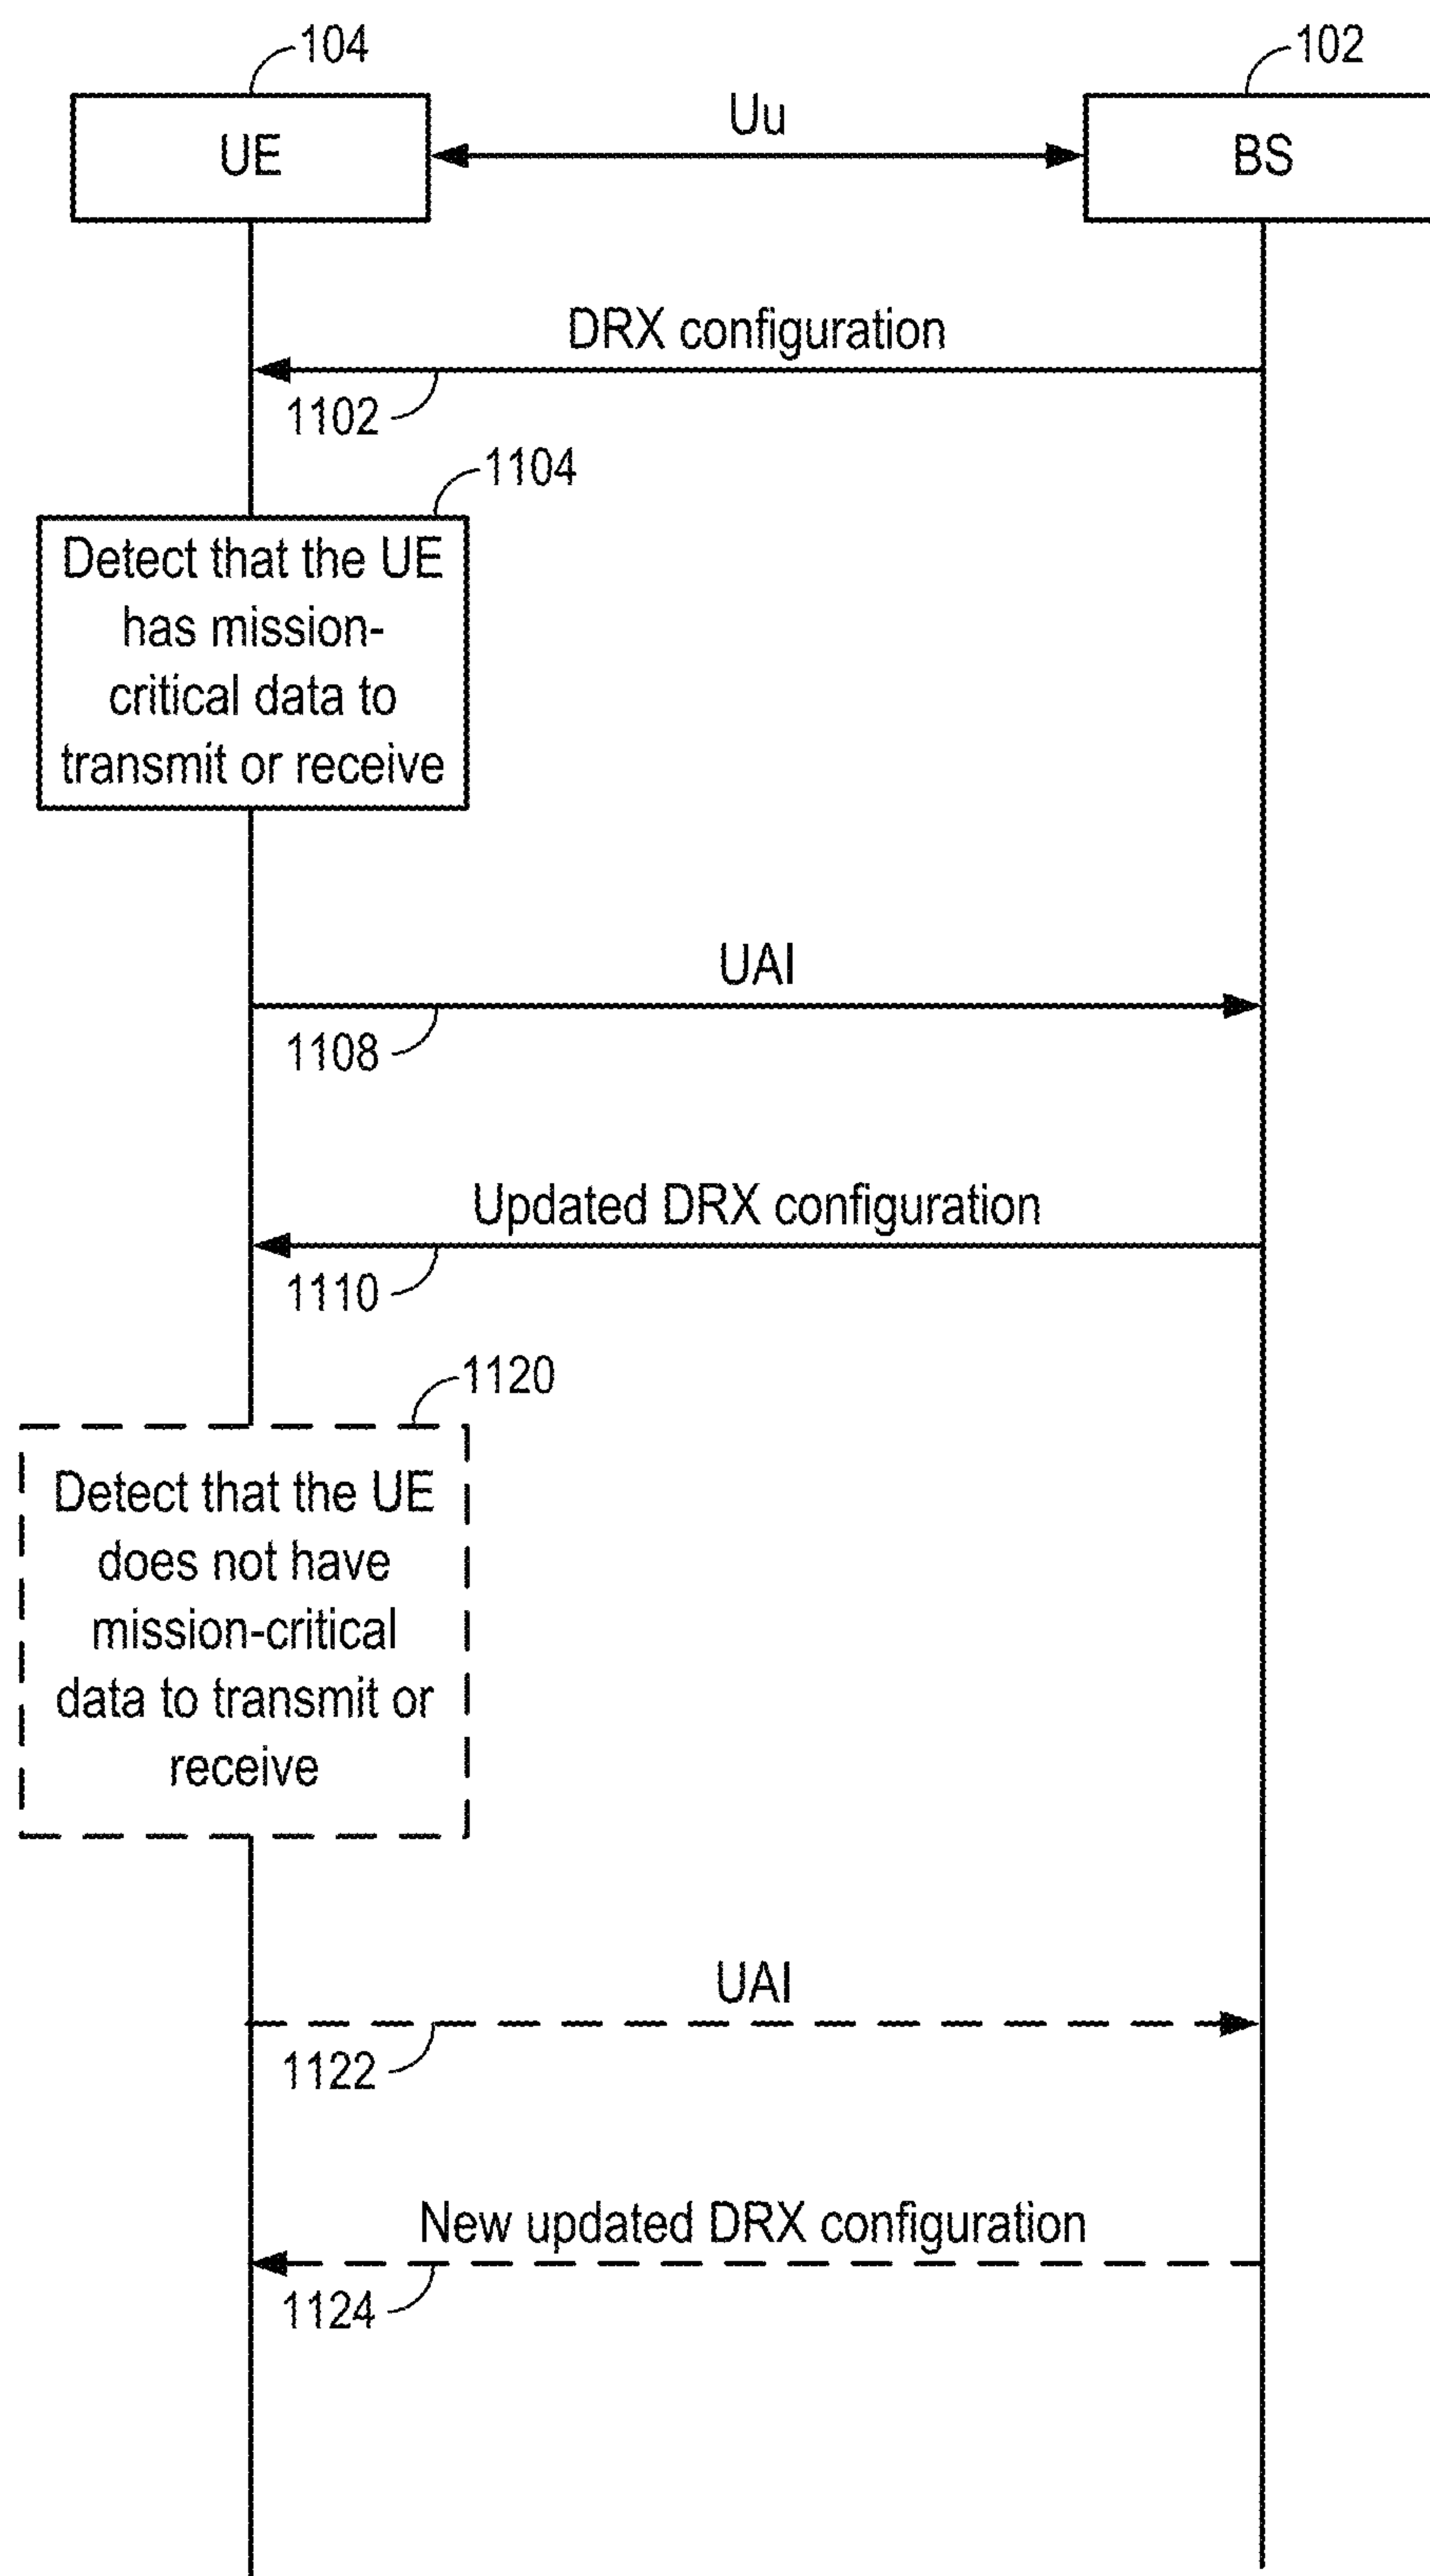 104
102
UE
Uu
BS
DRX configuration
1102
1104
Detect that the UE
has mission-
critical data to
transmit or receive
UAI
1108
Updated DRX configuration
1110
1120
Detect that the UE
does not have
mission-critical
data to transmit or
receive
UAI
1122
New updated DRX configuration
1124